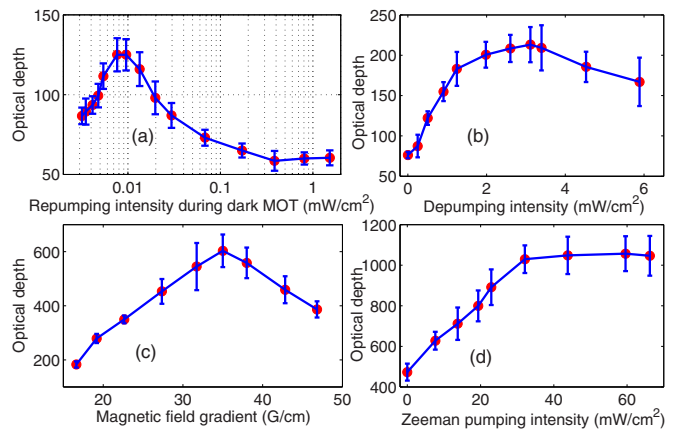 150
100
50
Optical depth
(a)
0.01
0.1
1
Repumping intensity during dark MOT (mW/cm²)
250
200
150
100
50
Optical depth
(b)
0
2
4
6
Depumping intensity (mW/cm²)
600
400
200
Optical depth
(c)
20
30
40
50
Magnetic field gradient (G/cm)
1200
1000
800
600
400
Optical depth
(d)
0
20
40
60
Zeeman pumping intensity (mW/cm²)